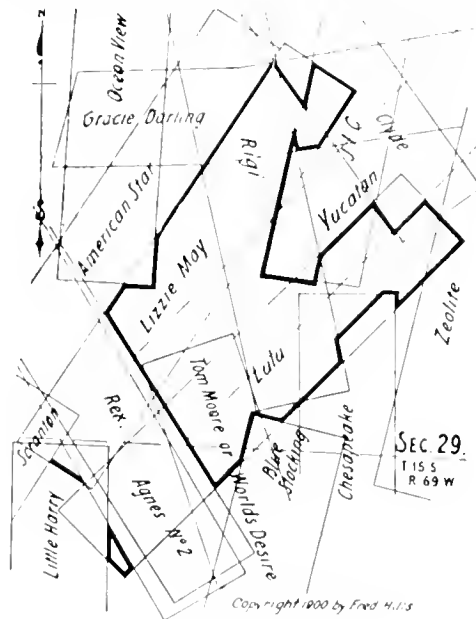 Ocean View
Gracie Darling
American Star
Rigi
Clyde
Yucatan
Lizzie May
Zeolite
Lulu
Tom Moore or
Worlds Desire
Rex
Scranton
Blue
Stocking
Chesapeake
SEC. 29.
T 15 S
R 69 W
Agnes Nº 2
Little Harry
Copyright 1900 by Fred Hills